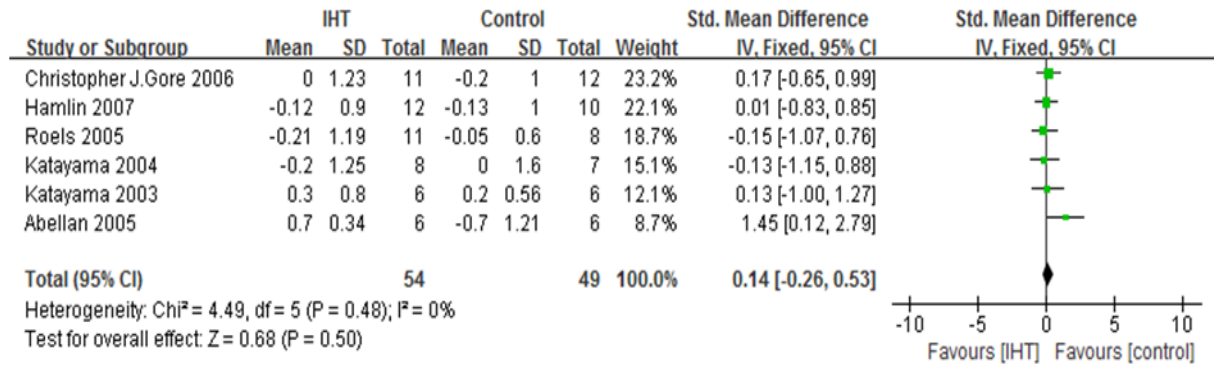 IHT Control Std. Mean Difference Std. Mean Difference
Study or Subgroup Mean SD Total Mean SD Total Weight IV, Fixed, 95% CI IV, Fixed, 95% CI
Christopher J.Gore 2006 0 1.23 11 -0.2 1 12 23.2% 0.17 [-0.65, 0.99]
Hamlin 2007 -0.12 0.9 12 -0.13 1 10 22.1% 0.01 [-0.83, 0.85]
Roels 2005 -0.21 1.19 11 -0.05 0.6 8 18.7% -0.15 [-1.07, 0.76]
Katayama 2004 -0.2 1.25 8 0 1.6 7 15.1% -0.13 [-1.15, 0.88]
Katayama 2003 0.3 0.8 6 0.2 0.56 6 12.1% 0.13 [-1.00, 1.27]
Abellan 2005 0.7 0.34 6 -0.7 1.21 6 8.7% 1.45 [0.12, 2.79]
Total (95% CI) 54 49 100.0% 0.14 [-0.26, 0.53]
Heterogeneity: Chi² = 4.49, df = 5 (P = 0.48); I² = 0%
Test for overall effect: Z = 0.68 (P = 0.50)
-10 -5 0 5 10
Favours [IHT] Favours [control]